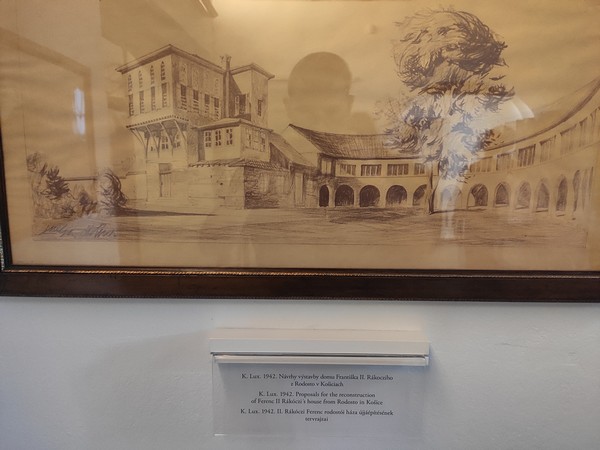 K. Lux. 1942. Návrhy výstavby domu Františka II. Rákocziho
z Rodosto v Košiciach
K. Lux. 1942. Proposals for the reconstruction
of Ferenc II Rákóczi's house from Rodosto in Košice
K. Lux. 1942. II. Rákóczi Ferenc rodostói háza újjáépítésének
tervrajzai